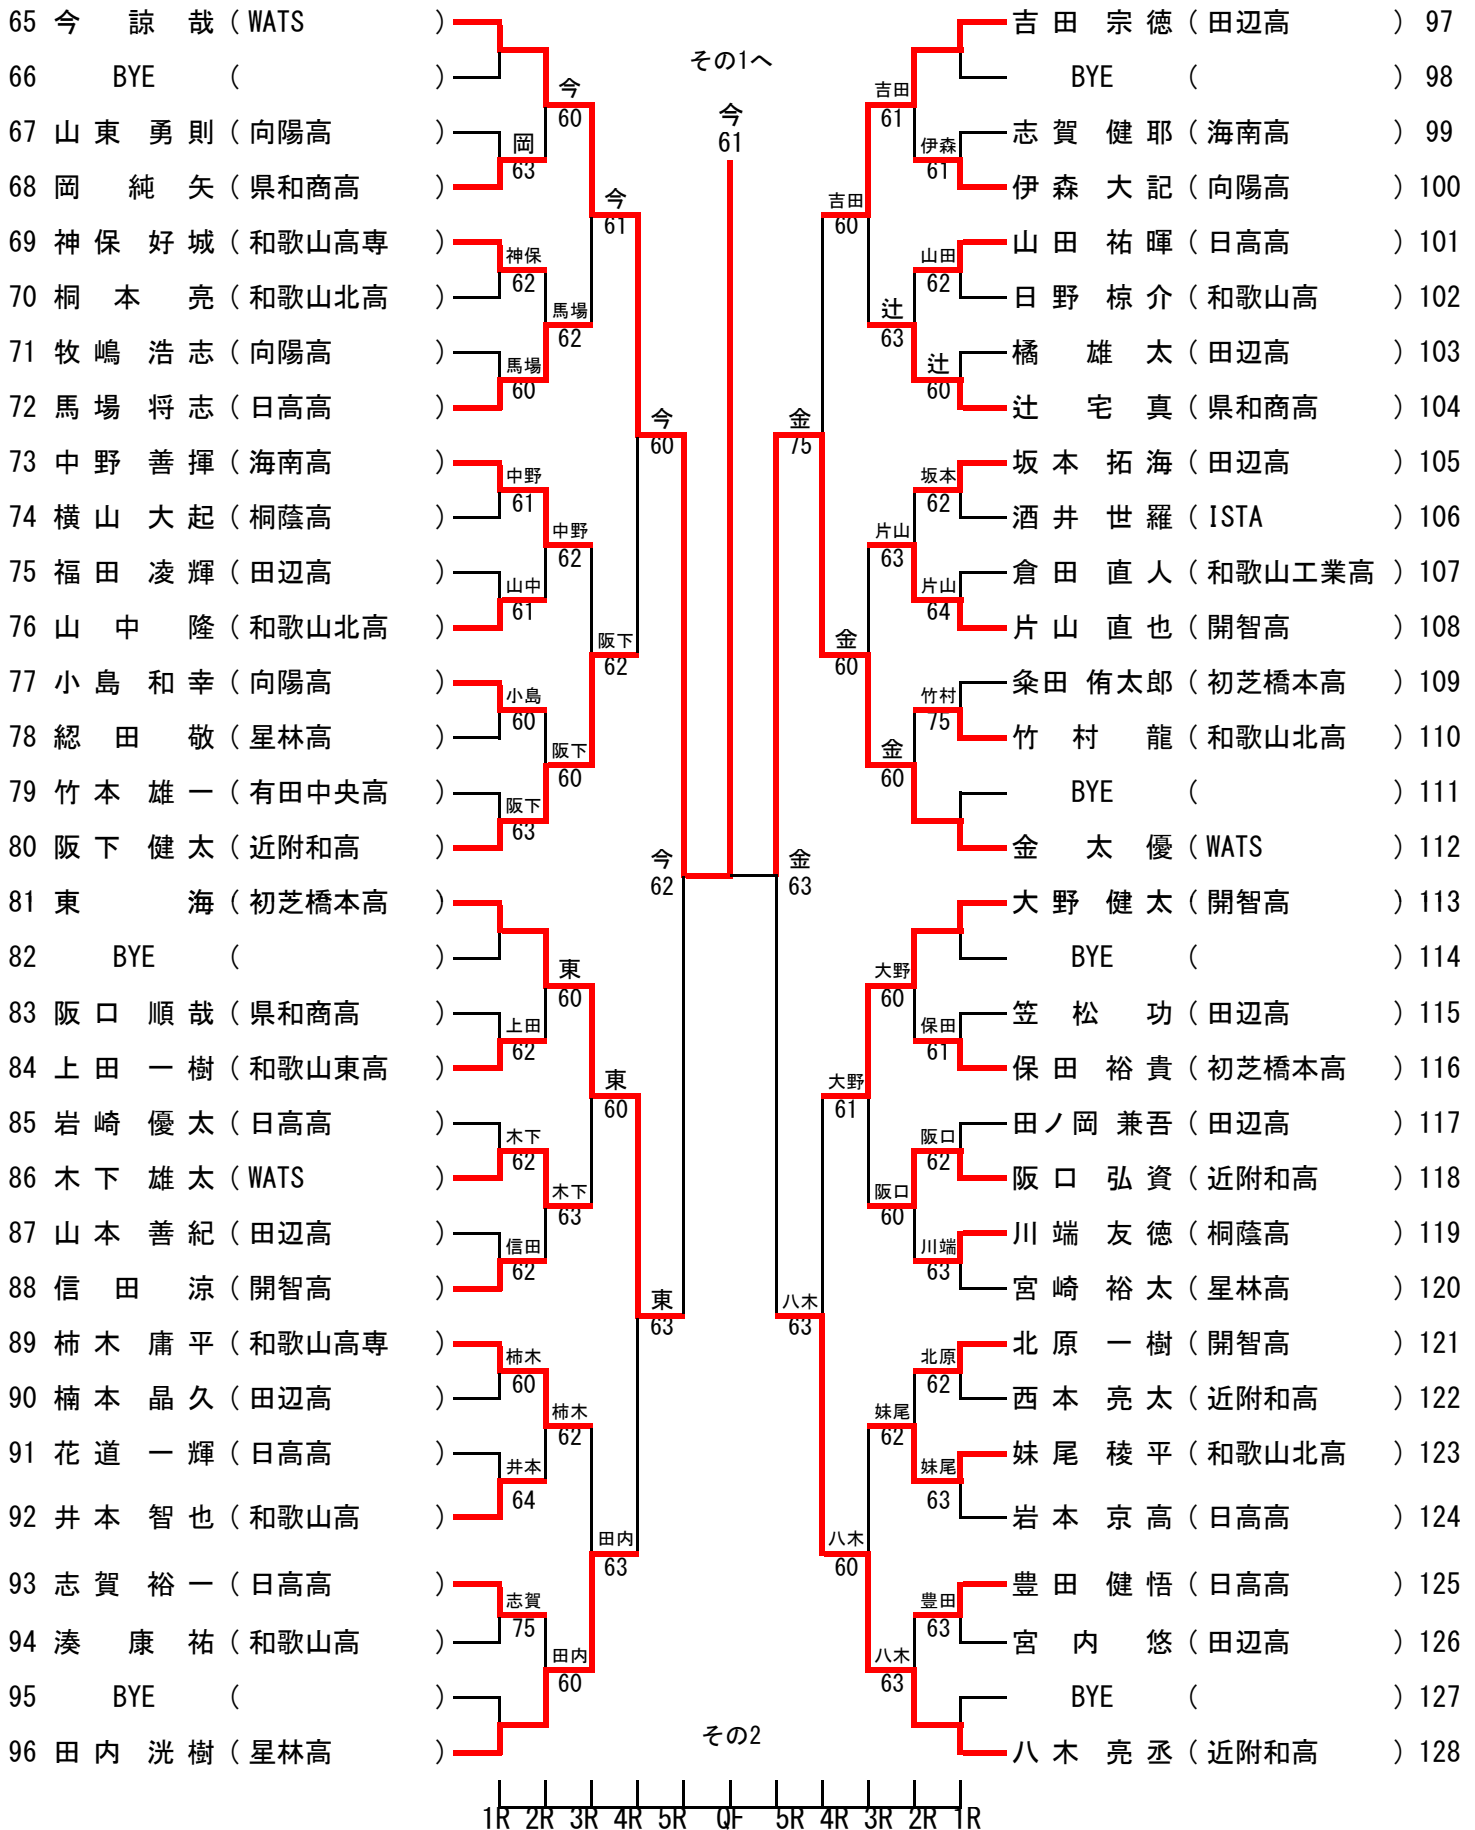 65 今 諒 哉 ( WATS )
66 BYE ( )
67 山 東 勇 則 ( 向陽高 )
68 岡 純 矢 ( 県和商高 )
69 神 保 好 城 ( 和歌山高専 )
70 桐 本 亮 ( 和歌山北高 )
71 牧 嶋 浩 志 ( 向陽高 )
72 馬 場 将 志 ( 日高高 )
73 中 野 善 揮 ( 海南高 )
74 横 山 大 起 ( 桐蔭高 )
75 福 田 凌 輝 ( 田辺高 )
76 山 中 隆 ( 和歌山北高 )
77 小 島 和 幸 ( 向陽高 )
78 綛 田 敬 ( 星林高 )
79 竹 本 雄 一 ( 有田中央高 )
80 阪 下 健 太 ( 近附和高 )
81 東 海 ( 初芝橋本高 )
82 BYE ( )
83 阪 口 順 哉 ( 県和商高 )
84 上 田 一 樹 ( 和歌山東高 )
85 岩 崎 優 太 ( 日高高 )
86 木 下 雄 太 ( WATS )
87 山 本 善 紀 ( 田辺高 )
88 信 田 涼 ( 開智高 )
89 柿 木 庸 平 ( 和歌山高専 )
90 楠 本 晶 久 ( 田辺高 )
91 花 道 一 輝 ( 日高高 )
92 井 本 智 也 ( 和歌山高 )
93 志 賀 裕 一 ( 日高高 )
94 湊 康 祐 ( 和歌山高 )
95 BYE ( )
96 田 内 洸 樹 ( 星林高 )
岡
63
神保
62
馬場
60
中野
61
山中
61
小島
60
阪下
63
上田
62
木下
62
信田
62
柿木
60
井本
64
志賀
75
今
60
馬場
62
中野
62
阪下
60
東
60
木下
63
柿木
62
田内
60
今
61
阪下
62
東
60
田内
63
今
60
東
63
今
62
その1へ
今
61
金
63
金
75
八木
63
吉田
60
金
60
大野
61
八木
60
吉田
61
辻
63
片山
63
金
60
大野
60
阪口
60
妹尾
62
八木
63
伊森
61
山田
62
辻
60
坂本
62
片山
64
竹村
75
保田
61
阪口
62
川端
63
北原
62
妹尾
63
豊田
63
吉 田 宗 徳 ( 田辺高 ) 97
BYE ( ) 98
志 賀 健 耶 ( 海南高 ) 99
伊 森 大 記 ( 向陽高 ) 100
山 田 祐 暉 ( 日高高 ) 101
日 野 椋 介 ( 和歌山高 ) 102
橘 雄 太 ( 田辺高 ) 103
辻 宅 真 ( 県和商高 ) 104
坂 本 拓 海 ( 田辺高 ) 105
酒 井 世 羅 ( ISTA ) 106
倉 田 直 人 ( 和歌山工業高 ) 107
片 山 直 也 ( 開智高 ) 108
粂田 侑太郎 ( 初芝橋本高 ) 109
竹 村 龍 ( 和歌山北高 ) 110
BYE ( ) 111
金 太 優 ( WATS ) 112
大 野 健 太 ( 開智高 ) 113
BYE ( ) 114
笠 松 功 ( 田辺高 ) 115
保 田 裕 貴 ( 初芝橋本高 ) 116
田ノ岡 兼吾 ( 田辺高 ) 117
阪 口 弘 資 ( 近附和高 ) 118
川 端 友 徳 ( 桐蔭高 ) 119
宮 崎 裕 太 ( 星林高 ) 120
北 原 一 樹 ( 開智高 ) 121
西 本 亮 太 ( 近附和高 ) 122
妹 尾 稜 平 ( 和歌山北高 ) 123
岩 本 京 高 ( 日高高 ) 124
豊 田 健 悟 ( 日高高 ) 125
宮 内 悠 ( 田辺高 ) 126
BYE ( ) 127
八 木 亮 丞 ( 近附和高 ) 128
その2
1R 2R 3R 4R 5R QF 5R 4R 3R 2R 1R